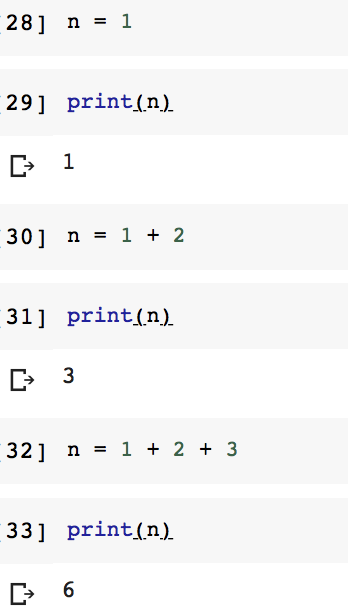 28] n = 1
29] print(n)
1
30] n = 1 + 2
31] print(n)
3
32] n = 1 + 2 + 3
33] print(n)
6